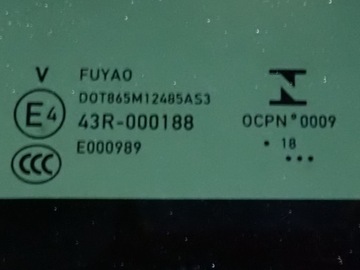 V FUYAO
DOT865M12485AS3
E4 43R-000188
CCC E000989
OCPN°0009
• 18
•••